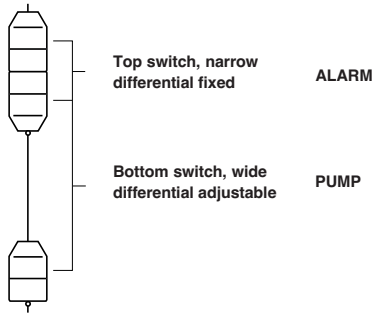 Top switch, narrow
differential fixed
ALARM
Bottom switch, wide
differential adjustable
PUMP